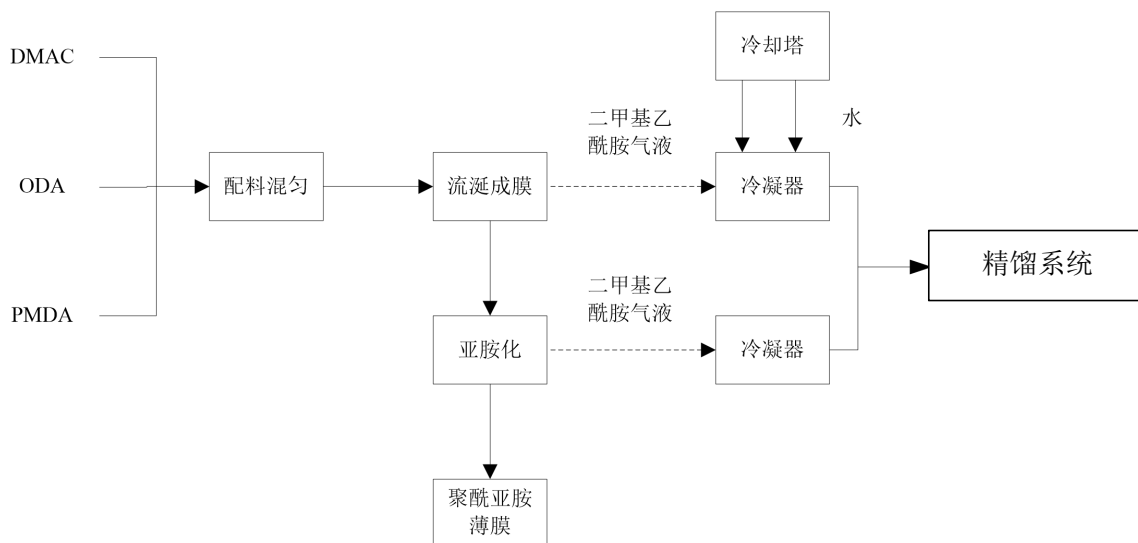 DMAC
ODA
PMDA
配料混匀
流涎成膜
亚胺化
聚酰亚胺
薄膜
二甲基乙
酰胺气液
二甲基乙
酰胺气液
冷却塔
水
冷凝器
冷凝器
精馏系统